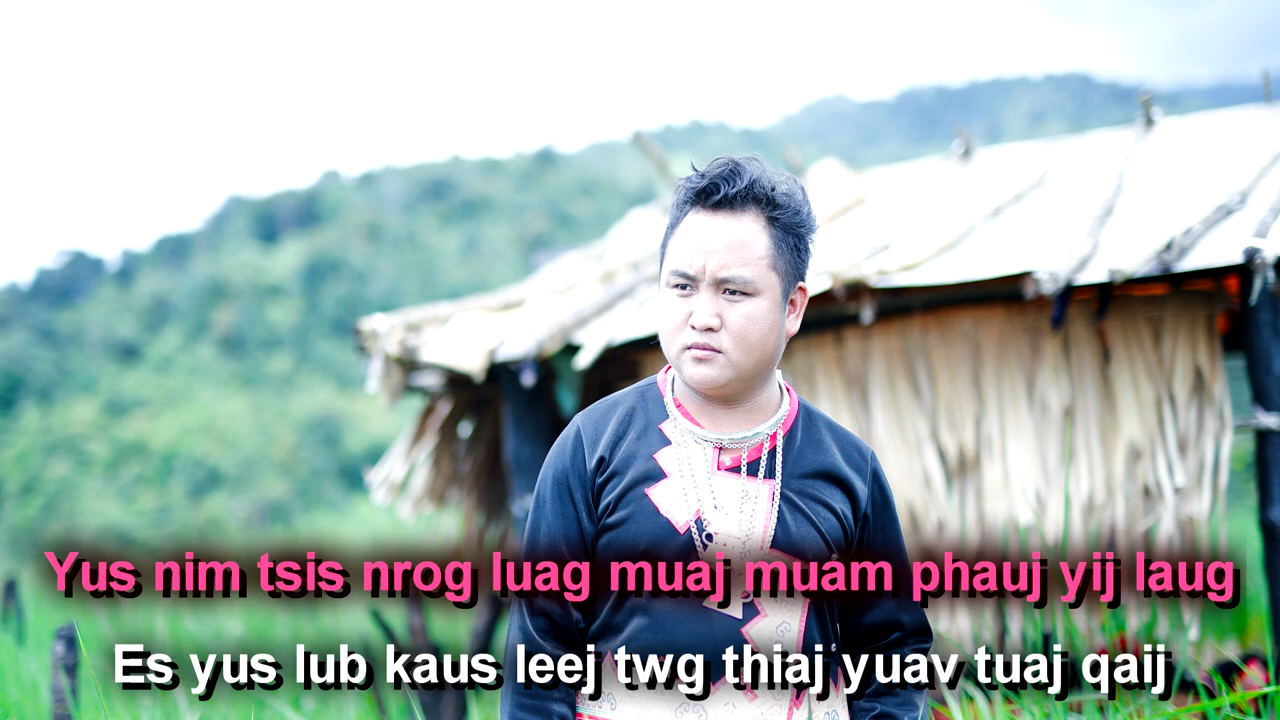 Yus nim tsis nrog luag muaj muam phauj yij laug
Es yus lub kaus leej twg thiaj yuav tuaj qaij